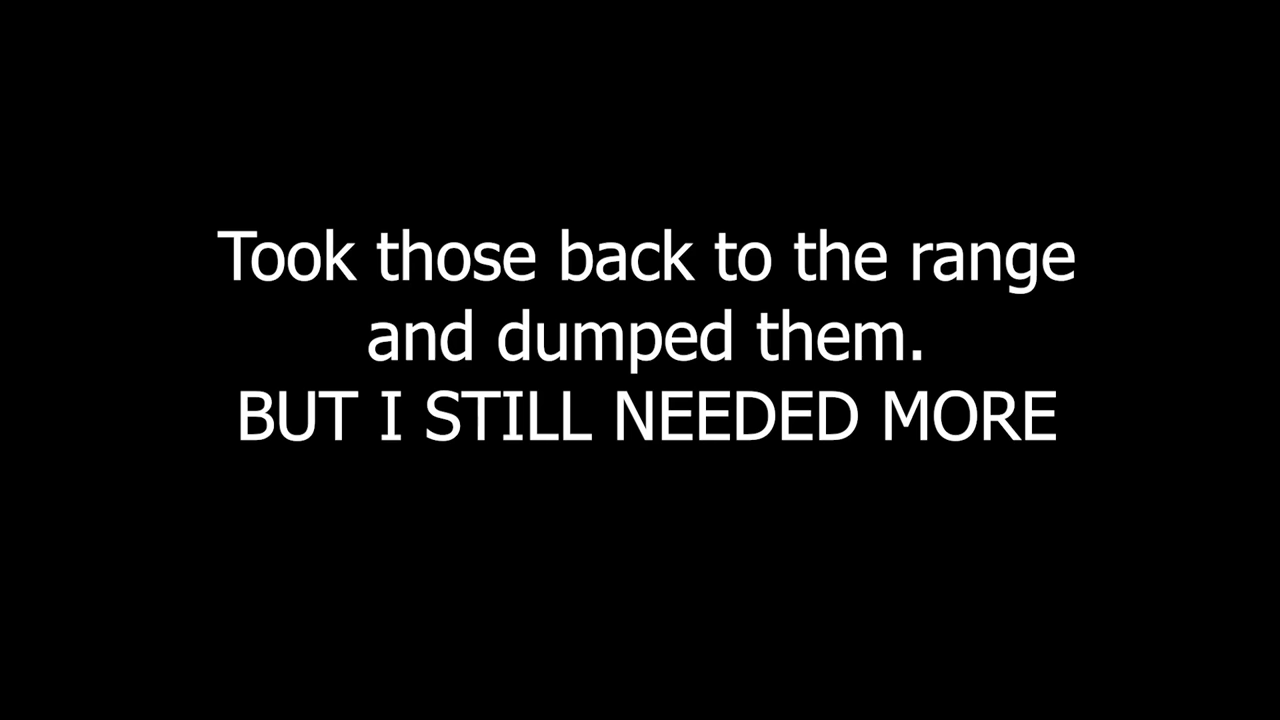 Took those back to the range
and dumped them.
BUT I STILL NEEDED MORE